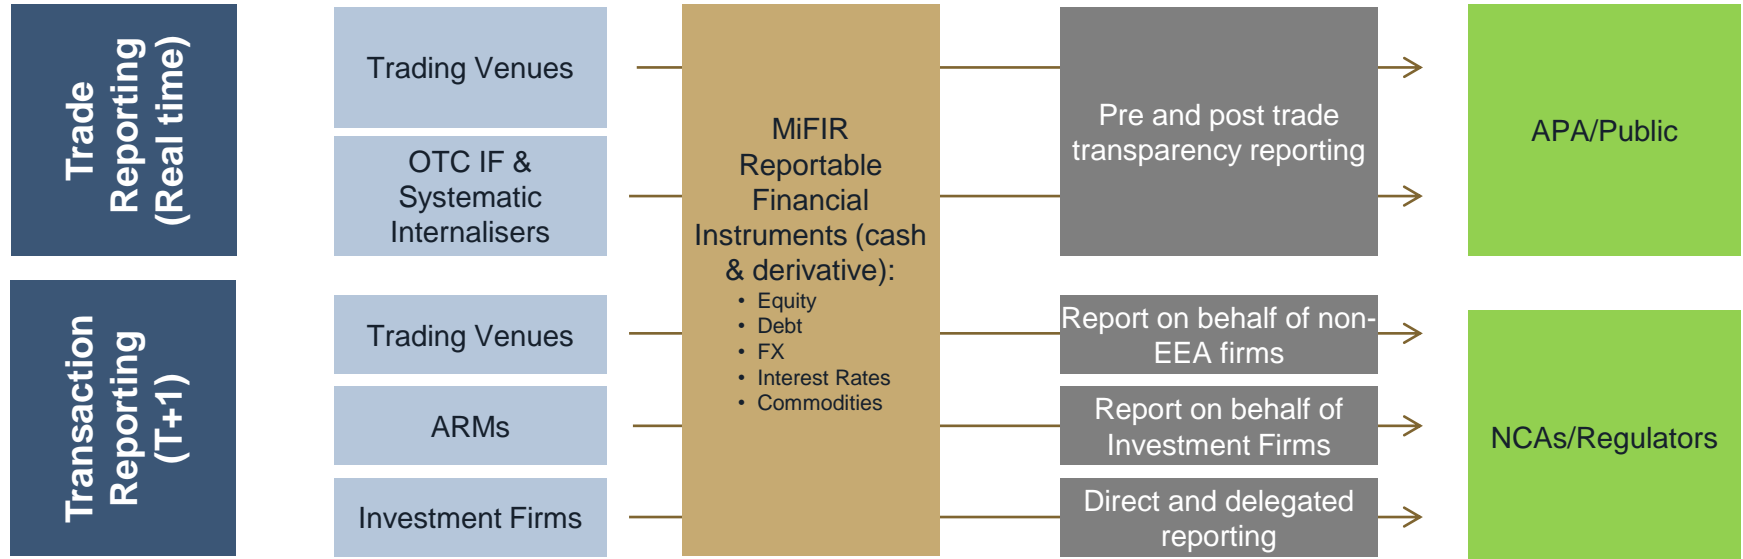 Trade
Reporting
(Real time)
Trading Venues
OTC IF &
Systematic
Internalisers
MiFIR
Reportable
Financial
Instruments (cash
& derivative):
• Equity
• Debt
• FX
• Interest Rates
• Commodities
Pre and post trade
transparency reporting
APA/Public
Transaction
Reporting
(T+1)
Trading Venues
ARMs
Investment Firms
Report on behalf of non-
EEA firms
Report on behalf of
Investment Firms
Direct and delegated
reporting
NCAs/Regulators